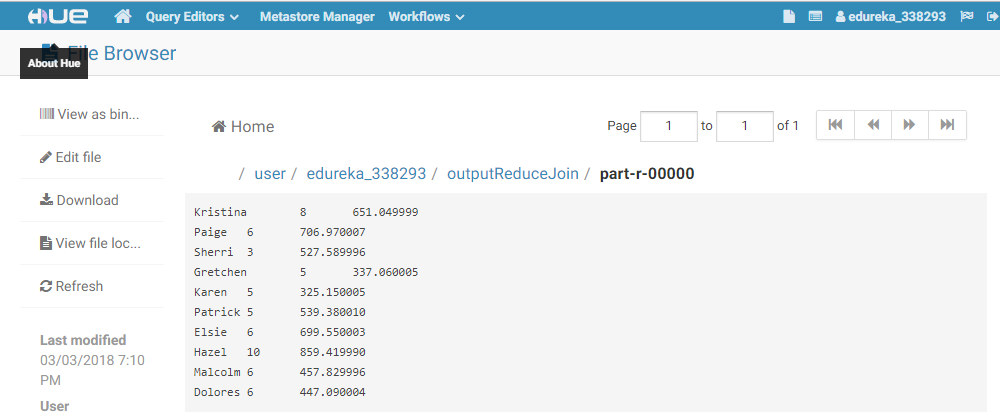 HUE Query Editors Metastore Manager Workflows edureka_338293
File Browser
About Hue
View as bin...
Edit file
Download
View file loc...
Refresh
Last modified
03/03/2018 7:10
PM
User
Home
Page 1 to 1 of 1
/ user / edureka_338293 / outputReduceJoin / part-r-00000
Kristina 8 651.049999
Paige 6 706.970007
Sherri 3 527.589996
Gretchen 5 337.060005
Karen 5 325.150005
Patrick 5 539.380010
Elsie 6 699.550003
Hazel 10 859.419990
Malcolm 6 457.829996
Dolores 6 447.090004